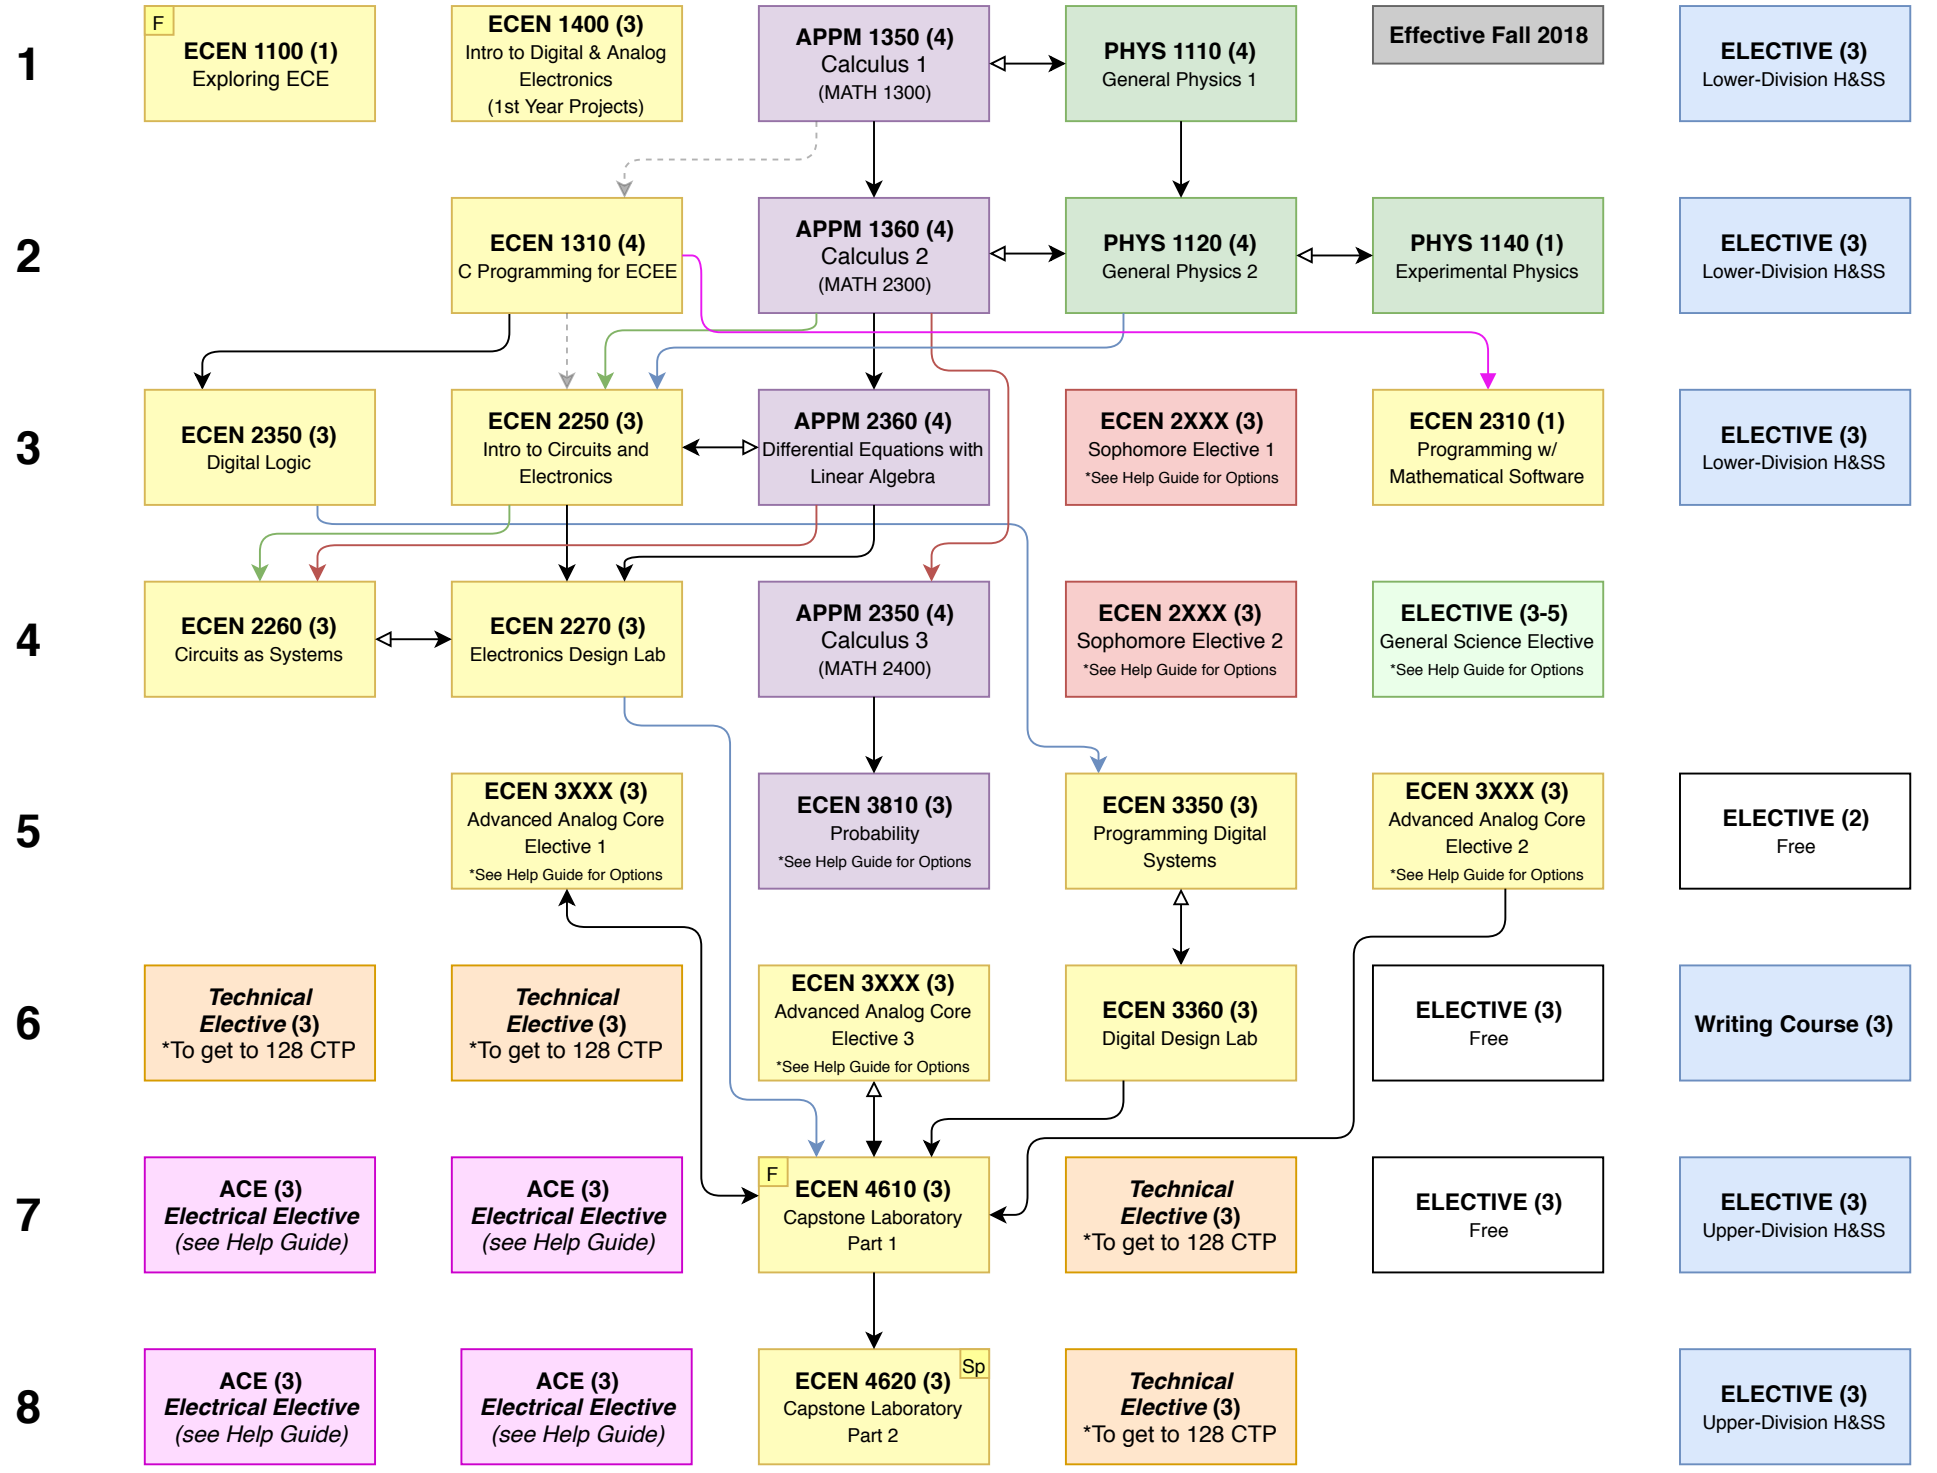 1
F
ECEN 1100 (1)
Exploring ECE
ECEN 1400 (3)
Intro to Digital & Analog
Electronics
(1st Year Projects)
APPM 1350 (4)
Calculus 1
(MATH 1300)
PHYS 1110 (4)
General Physics 1
Effective Fall 2018
ELECTIVE (3)
Lower-Division H&SS
2
ECEN 1310 (4)
C Programming for ECEE
APPM 1360 (4)
Calculus 2
(MATH 2300)
PHYS 1120 (4)
General Physics 2
PHYS 1140 (1)
Experimental Physics
ELECTIVE (3)
Lower-Division H&SS
3
ECEN 2350 (3)
Digital Logic
ECEN 2250 (3)
Intro to Circuits and
Electronics
APPM 2360 (4)
Differential Equations with
Linear Algebra
ECEN 2XXX (3)
Sophomore Elective 1
*See Help Guide for Options
ECEN 2310 (1)
Programming w/
Mathematical Software
ELECTIVE (3)
Lower-Division H&SS
4
ECEN 2260 (3)
Circuits as Systems
ECEN 2270 (3)
Electronics Design Lab
APPM 2350 (4)
Calculus 3
(MATH 2400)
ECEN 2XXX (3)
Sophomore Elective 2
*See Help Guide for Options
ELECTIVE (3-5)
General Science Elective
*See Help Guide for Options
5
ECEN 3XXX (3)
Advanced Analog Core
Elective 1
*See Help Guide for Options
ECEN 3810 (3)
Probability
*See Help Guide for Options
ECEN 3350 (3)
Programming Digital
Systems
ECEN 3XXX (3)
Advanced Analog Core
Elective 2
*See Help Guide for Options
ELECTIVE (2)
Free
6
Technical
Elective (3)
*To get to 128 CTP
Technical
Elective (3)
*To get to 128 CTP
ECEN 3XXX (3)
Advanced Analog Core
Elective 3
*See Help Guide for Options
ECEN 3360 (3)
Digital Design Lab
ELECTIVE (3)
Free
Writing Course (3)
7
ACE (3)
Electrical Elective
(see Help Guide)
ACE (3)
Electrical Elective
(see Help Guide)
F
ECEN 4610 (3)
Capstone Laboratory
Part 1
Technical
Elective (3)
*To get to 128 CTP
ELECTIVE (3)
Free
ELECTIVE (3)
Upper-Division H&SS
8
ACE (3)
Electrical Elective
(see Help Guide)
ACE (3)
Electrical Elective
(see Help Guide)
Sp
ECEN 4620 (3)
Capstone Laboratory
Part 2
Technical
Elective (3)
*To get to 128 CTP
ELECTIVE (3)
Upper-Division H&SS